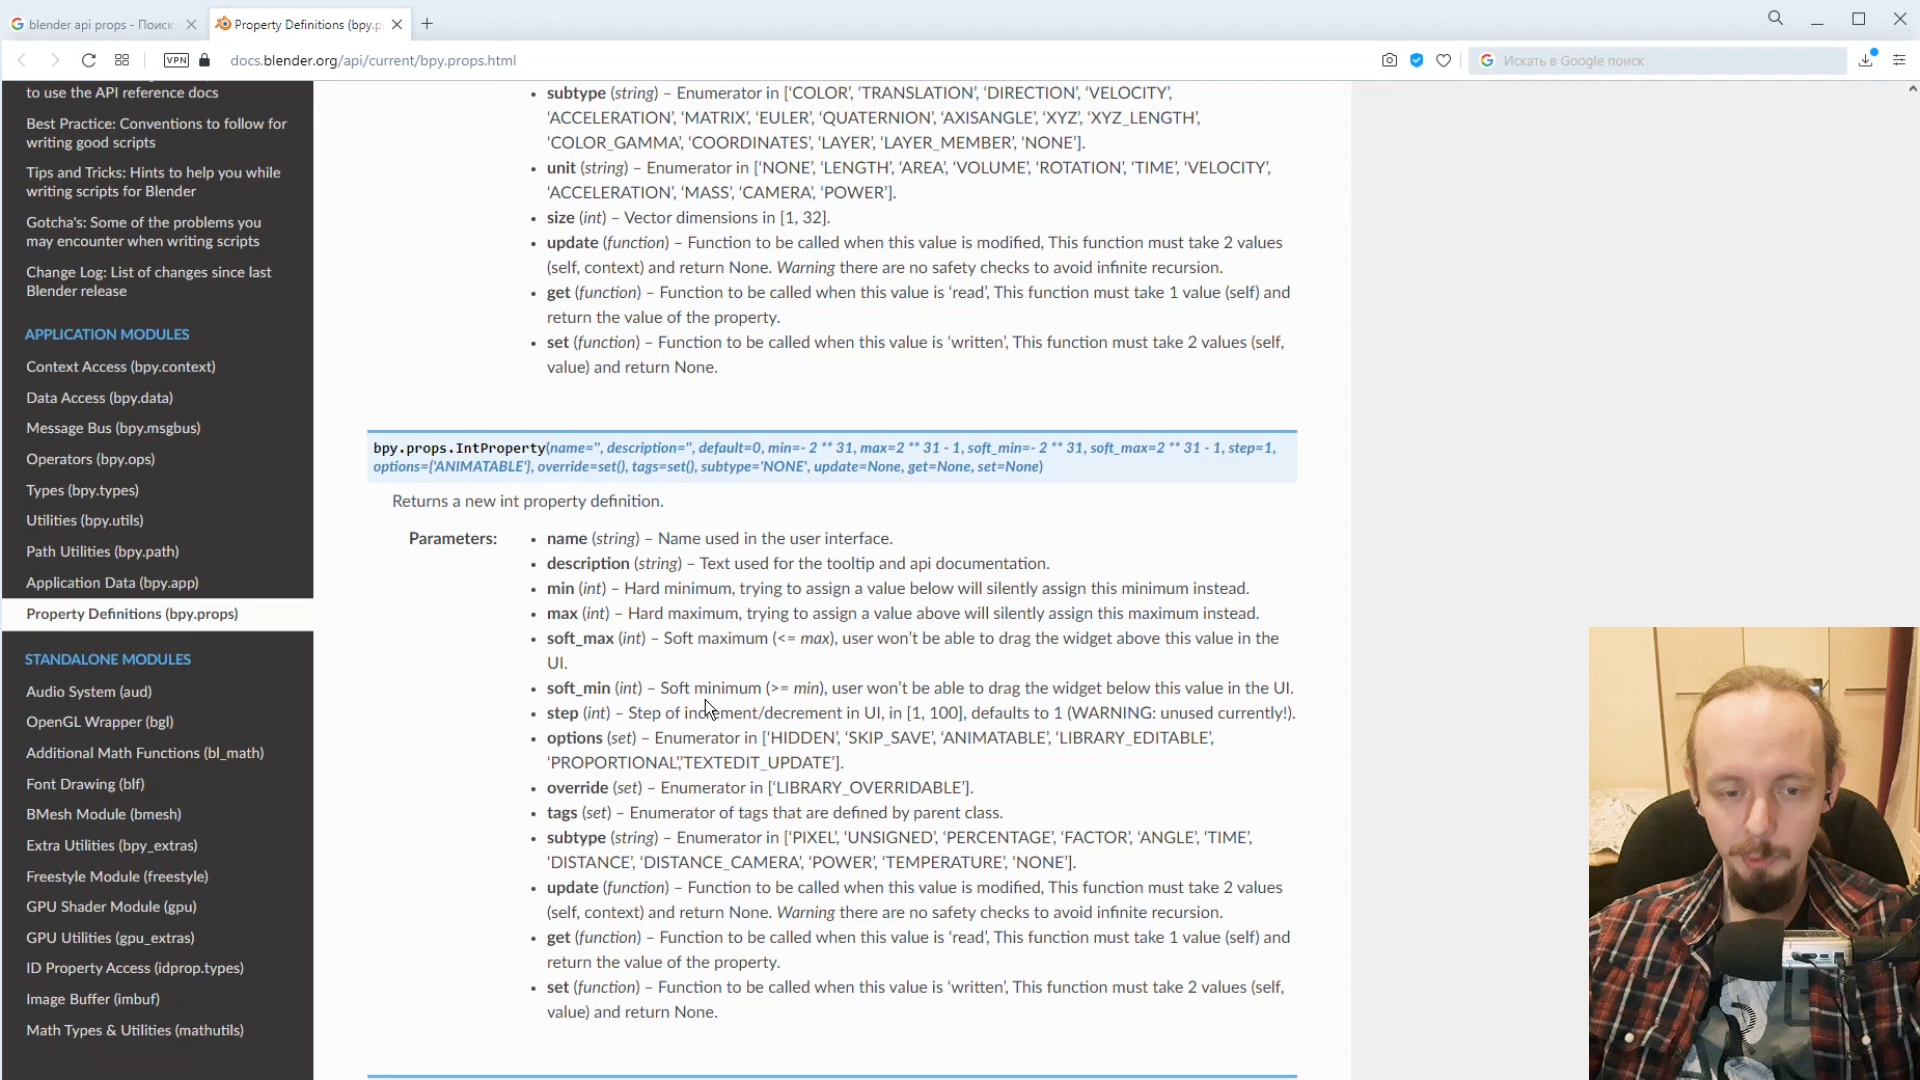 blender api props - Поиск
Property Definitions (bpy.p
VPN
docs.blender.org/api/current/bpy.props.html
Искать в Google поиск
to use the API reference docs
Best Practice: Conventions to follow for
writing good scripts
Tips and Tricks: Hints to help you while
writing scripts for Blender
Gotcha's: Some of the problems you
may encounter when writing scripts
Change Log: List of changes since last
Blender release
APPLICATION MODULES
Context Access (bpy.context)
Data Access (bpy.data)
Message Bus (bpy.msgbus)
Operators (bpy.ops)
Types (bpy.types)
Utilities (bpy.utils)
Path Utilities (bpy.path)
Application Data (bpy.app)
Property Definitions (bpy.props)
STANDALONE MODULES
Audio System (aud)
OpenGL Wrapper (bgl)
Additional Math Functions (bl_math)
Font Drawing (blf)
BMesh Module (bmesh)
Extra Utilities (bpy_extras)
Freestyle Module (freestyle)
GPU Shader Module (gpu)
GPU Utilities (gpu_extras)
ID Property Access (idprop.types)
Image Buffer (imbuf)
Math Types & Utilities (mathutils)
• subtype (string) – Enumerator in [‘COLOR’, ‘TRANSLATION’, ‘DIRECTION’, ‘VELOCITY’,
‘ACCELERATION’, ‘MATRIX’, ‘EULER’, ‘QUATERNION’, ‘AXISANGLE’, ‘XYZ’, ‘XYZ_LENGTH’,
‘COLOR_GAMMA’, ‘COORDINATES’, ‘LAYER’, ‘LAYER_MEMBER’, ‘NONE’].
• unit (string) – Enumerator in [‘NONE’, ‘LENGTH’, ‘AREA’, ‘VOLUME’, ‘ROTATION’, ‘TIME’, ‘VELOCITY’,
‘ACCELERATION’, ‘MASS’, ‘CAMERA’, ‘POWER’].
• size (int) – Vector dimensions in [1, 32].
• update (function) – Function to be called when this value is modified, This function must take 2 values
(self, context) and return None. Warning there are no safety checks to avoid infinite recursion.
• get (function) – Function to be called when this value is ‘read’, This function must take 1 value (self) and
return the value of the property.
• set (function) – Function to be called when this value is ‘written’, This function must take 2 values (self,
value) and return None.
bpy.props.IntProperty(name='', description='', default=0, min=- 2 ** 31, max=2 ** 31 - 1, soft_min=- 2 ** 31, soft_max=2 ** 31 - 1, step=1,
options={'ANIMATABLE'}, override=set(), tags=set(), subtype='NONE', update=None, get=None, set=None)
Returns a new int property definition.
Parameters: • name (string) – Name used in the user interface.
• description (string) – Text used for the tooltip and api documentation.
• min (int) – Hard minimum, trying to assign a value below will silently assign this minimum instead.
• max (int) – Hard maximum, trying to assign a value above will silently assign this maximum instead.
• soft_max (int) – Soft maximum (<= max), user won’t be able to drag the widget above this value in the
UI.
• soft_min (int) – Soft minimum (>= min), user won’t be able to drag the widget below this value in the UI.
• step (int) – Step of increment/decrement in UI, in [1, 100], defaults to 1 (WARNING: unused currently!).
• options (set) – Enumerator in [‘HIDDEN’, ‘SKIP_SAVE’, ‘ANIMATABLE’, ‘LIBRARY_EDITABLE’,
‘PROPORTIONAL’,’TEXTEDIT_UPDATE’].
• override (set) – Enumerator in [‘LIBRARY_OVERRIDABLE’].
• tags (set) – Enumerator of tags that are defined by parent class.
• subtype (string) – Enumerator in [‘PIXEL’, ‘UNSIGNED’, ‘PERCENTAGE’, ‘FACTOR’, ‘ANGLE’, ‘TIME’,
‘DISTANCE’, ‘DISTANCE_CAMERA’, ‘POWER’, ‘TEMPERATURE’, ‘NONE’].
• update (function) – Function to be called when this value is modified, This function must take 2 values
(self, context) and return None. Warning there are no safety checks to avoid infinite recursion.
• get (function) – Function to be called when this value is ‘read’, This function must take 1 value (self) and
return the value of the property.
• set (function) – Function to be called when this value is ‘written’, This function must take 2 values (self,
value) and return None.